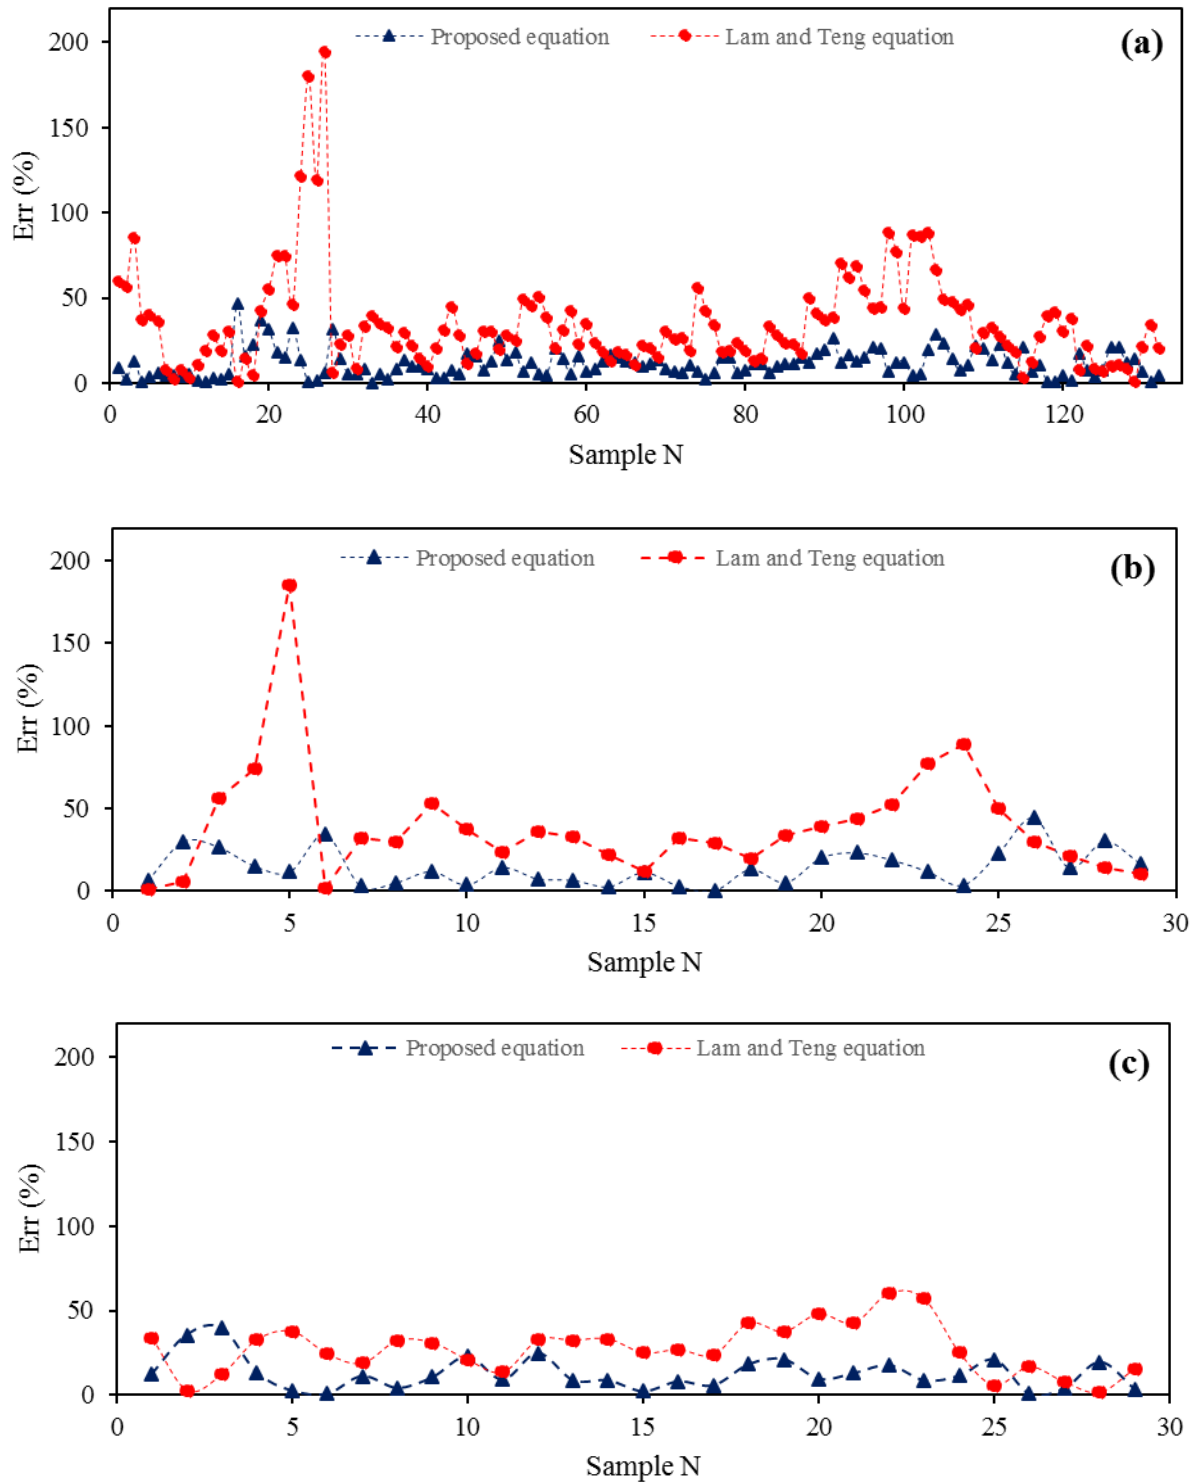 Proposed equation Lam and Teng equation
(a)
200
150
100
50
0
Err (%)
0 20 40 60 80 100 120
Sample N
Proposed equation Lam and Teng equation
(b)
200
150
100
50
0
Err (%)
0 5 10 15 20 25 30
Sample N
Proposed equation Lam and Teng equation
(c)
200
150
100
50
0
Err (%)
0 5 10 15 20 25 30
Sample N